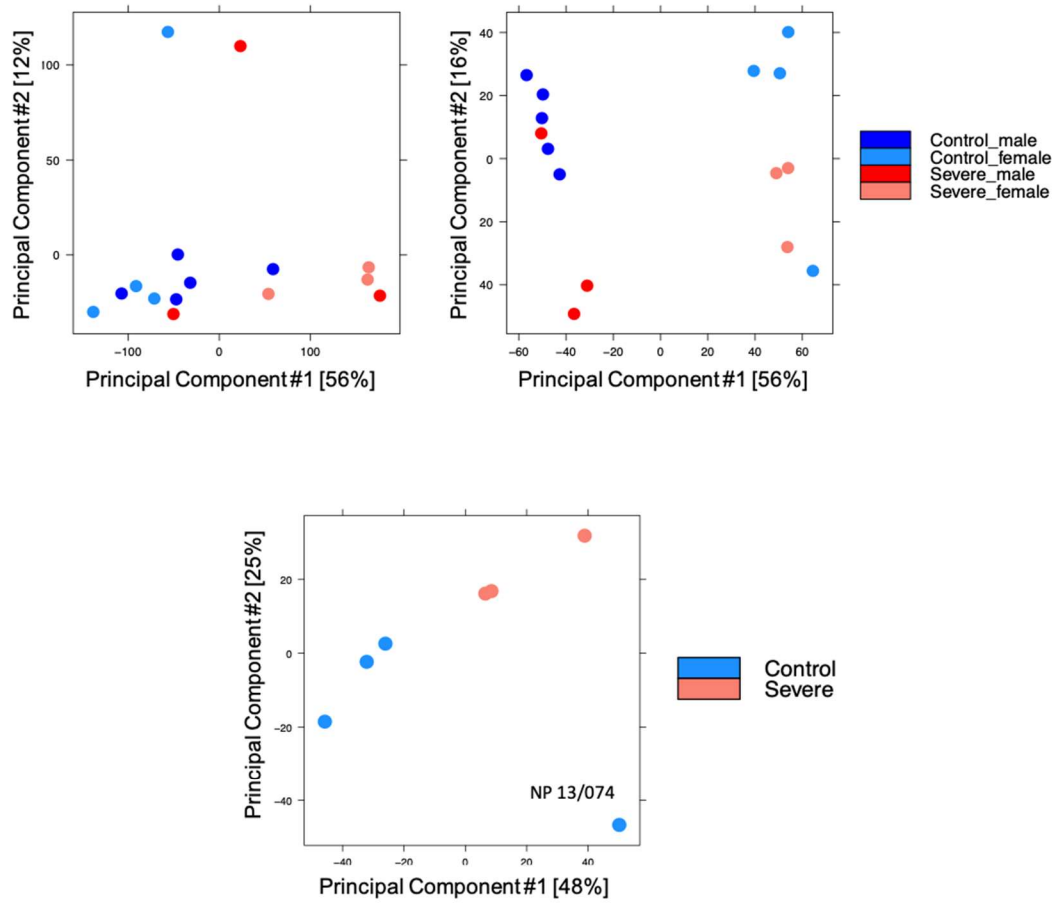 Principal Component #2 [12%]
100
50
0
−100 0 100
Principal Component #1 [56%]
Principal Component #2 [16%]
40
20
0
20
40
−60 −40 −20 0 20 40 60
Principal Component #1 [56%]
Control_male
Control_female
Severe_male
Severe_female
Principal Component #2 [25%]
20
0
−20
−40
NP 13/074
−40 −20 0 20 40
Principal Component #1 [48%]
Control
Severe